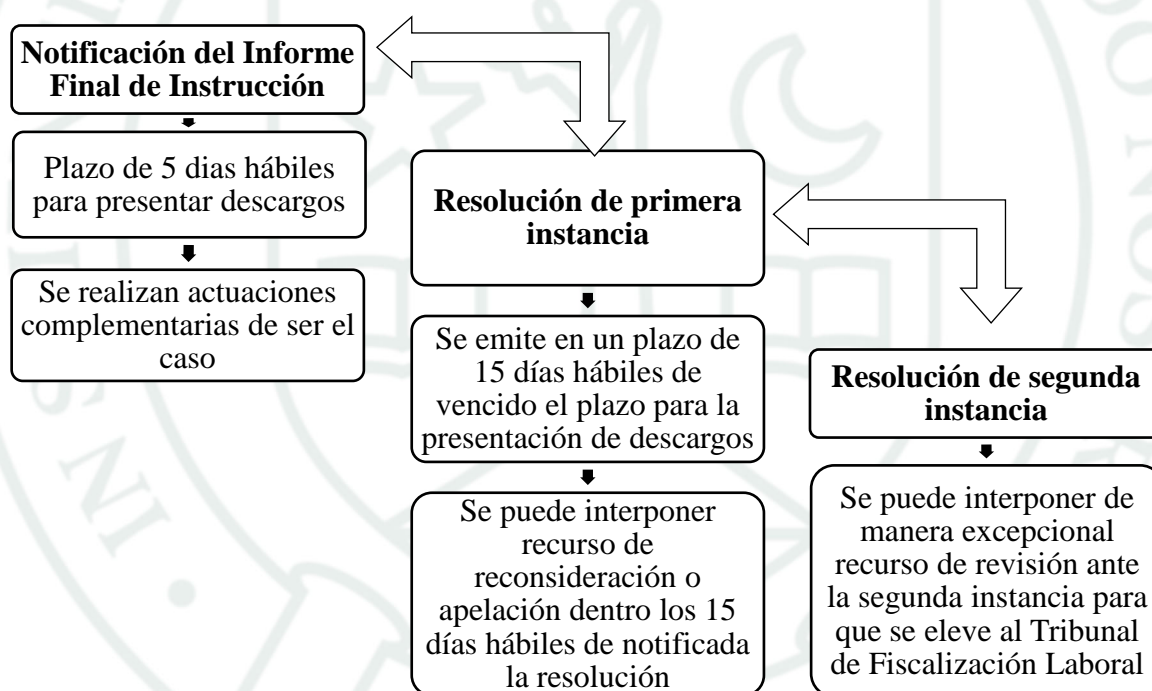 Notificación del Informe
Final de Instrucción
Plazo de 5 dias hábiles
para presentar descargos
Se realizan actuaciones
complementarias de ser el
caso
Resolución de primera
instancia
Se emite en un plazo de
15 días hábiles de
vencido el plazo para la
presentación de descargos
Se puede interponer
recurso de
reconsideración o
apelación dentro los 15
días hábiles de notificada
la resolución
Resolución de segunda
instancia
Se puede interponer de
manera excepcional
recurso de revisión ante
la segunda instancia para
que se eleve al Tribunal
de Fiscalización Laboral